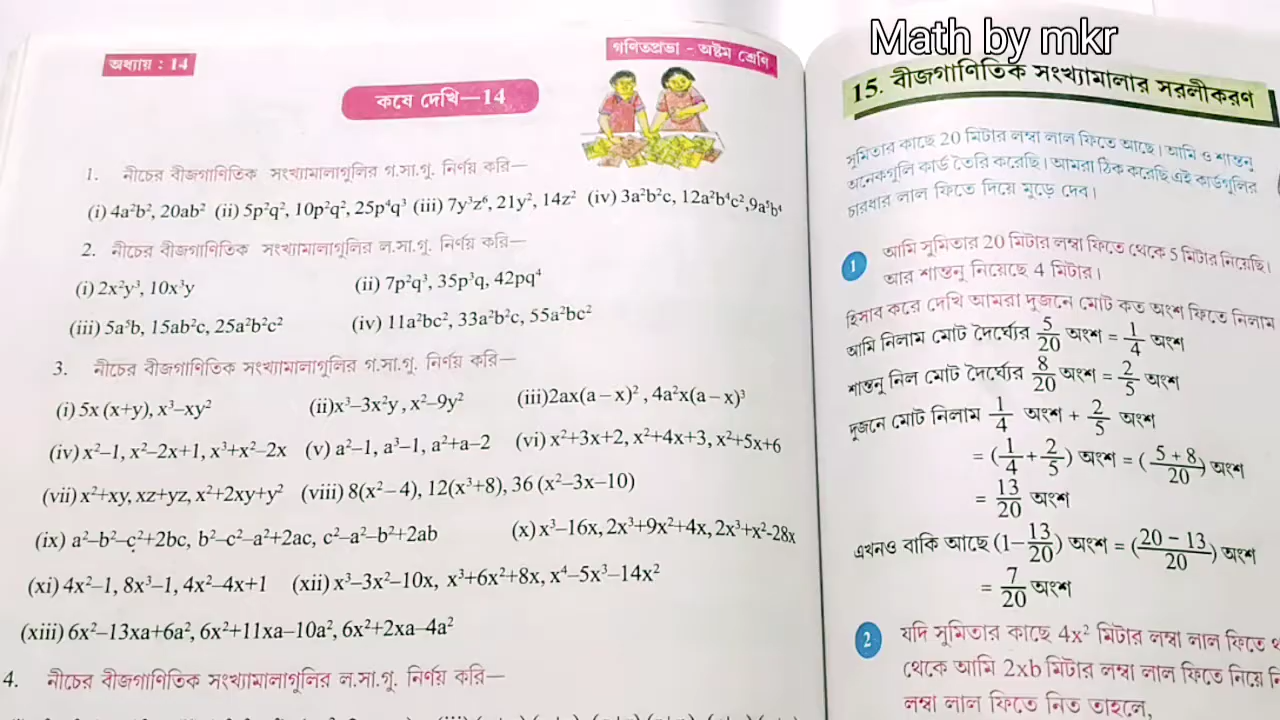 Math by mkr
অধ্যায় : 14
গণিতপ্রভা - অষ্টম শ্রেণি
কষে দেখি—14
1. নীচের বীজগাণিতিক সংখ্যামালাগুলির গ.সা.গু. নির্ণয় করি—
(i) 4a²b², 20ab² (ii) 5p²q², 10p²q², 25p⁴q³ (iii) 7y³z⁶, 21y², 14z² (iv) 3a²b²c, 12a²b⁴c², 9a⁵b⁴
2. নীচের বীজগাণিতিক সংখ্যামালাগুলির ল.সা.গু. নির্ণয় করি—
(i) 2x²y³, 10x³y (ii) 7p²q³, 35p³q, 42pq⁴
(iii) 5a⁵b, 15ab²c, 25a²b²c² (iv) 11a²bc², 33a²b²c, 55a²bc²
3. নীচের বীজগাণিতিক সংখ্যামালাগুলির গ.সা.গু. নির্ণয় করি—
(i) 5x (x+y), x³–xy² (ii) x³–3x²y , x²–9y² (iii) 2ax(a – x)² , 4a²x(a – x)³
(iv) x²–1, x²–2x+1, x³+x²–2x (v) a²–1, a³–1, a²+a–2 (vi) x²+3x+2, x²+4x+3, x²+5x+6
(vii) x²+xy, xz+yz, x²+2xy+y² (viii) 8(x²–4), 12(x³+8), 36 (x²–3x–10)
(ix) a²–b²–c²+2bc, b²–c²–a²+2ac, c²–a²–b²+2ab (x) x³–16x, 2x³+9x²+4x, 2x³+x²-28x
(xi) 4x²–1, 8x³–1, 4x²–4x+1 (xii) x³–3x²–10x, x³+6x²+8x, x⁴–5x³–14x²
(xiii) 6x²–13xa+6a², 6x²+11xa–10a², 6x²+2xa–4a²
4. নীচের বীজগাণিতিক সংখ্যামালাগুলির ল.সা.গু. নির্ণয় করি—
15. বীজগাণিতিক সংখ্যামালার সরলীকরণ
সুমিতার কাছে 20 মিটার লম্বা লাল ফিতে আছে। আমি ও শান্তনু
অনেকগুলি কার্ড তৈরি করেছি। আমরা ঠিক করেছি এই কার্ডগুলির
চারধার লাল ফিতে দিয়ে মুড়ে দেব।
1 আমি সুমিতার 20 মিটার লম্বা ফিতে থেকে 5 মিটার নিয়েছি।
আর শান্তনু নিয়েছে 4 মিটার।
হিসাব করে দেখি আমরা দুজনে মোট কত অংশ ফিতে নিলাম
আমি নিলাম মোট দৈর্ঘ্যের 5/20 অংশ = 1/4 অংশ
শান্তনু নিল মোট দৈর্ঘ্যের 8/20 অংশ = 2/5 অংশ
দুজনে মোট নিলাম 1/4 অংশ + 2/5 অংশ
= (1/4 + 2/5) অংশ = (5 + 8/20) অংশ
= 13/20 অংশ
এখনও বাকি আছে (1– 13/20) অংশ = (20 – 13/20) অংশ
= 7/20 অংশ
2 যদি সুমিতার কাছে 4x² মিটার লম্বা লাল ফিতে
থেকে আমি 2xb মিটার লম্বা লাল ফিতে নিয়ে
লম্বা লাল ফিতে নিত তাহলে,